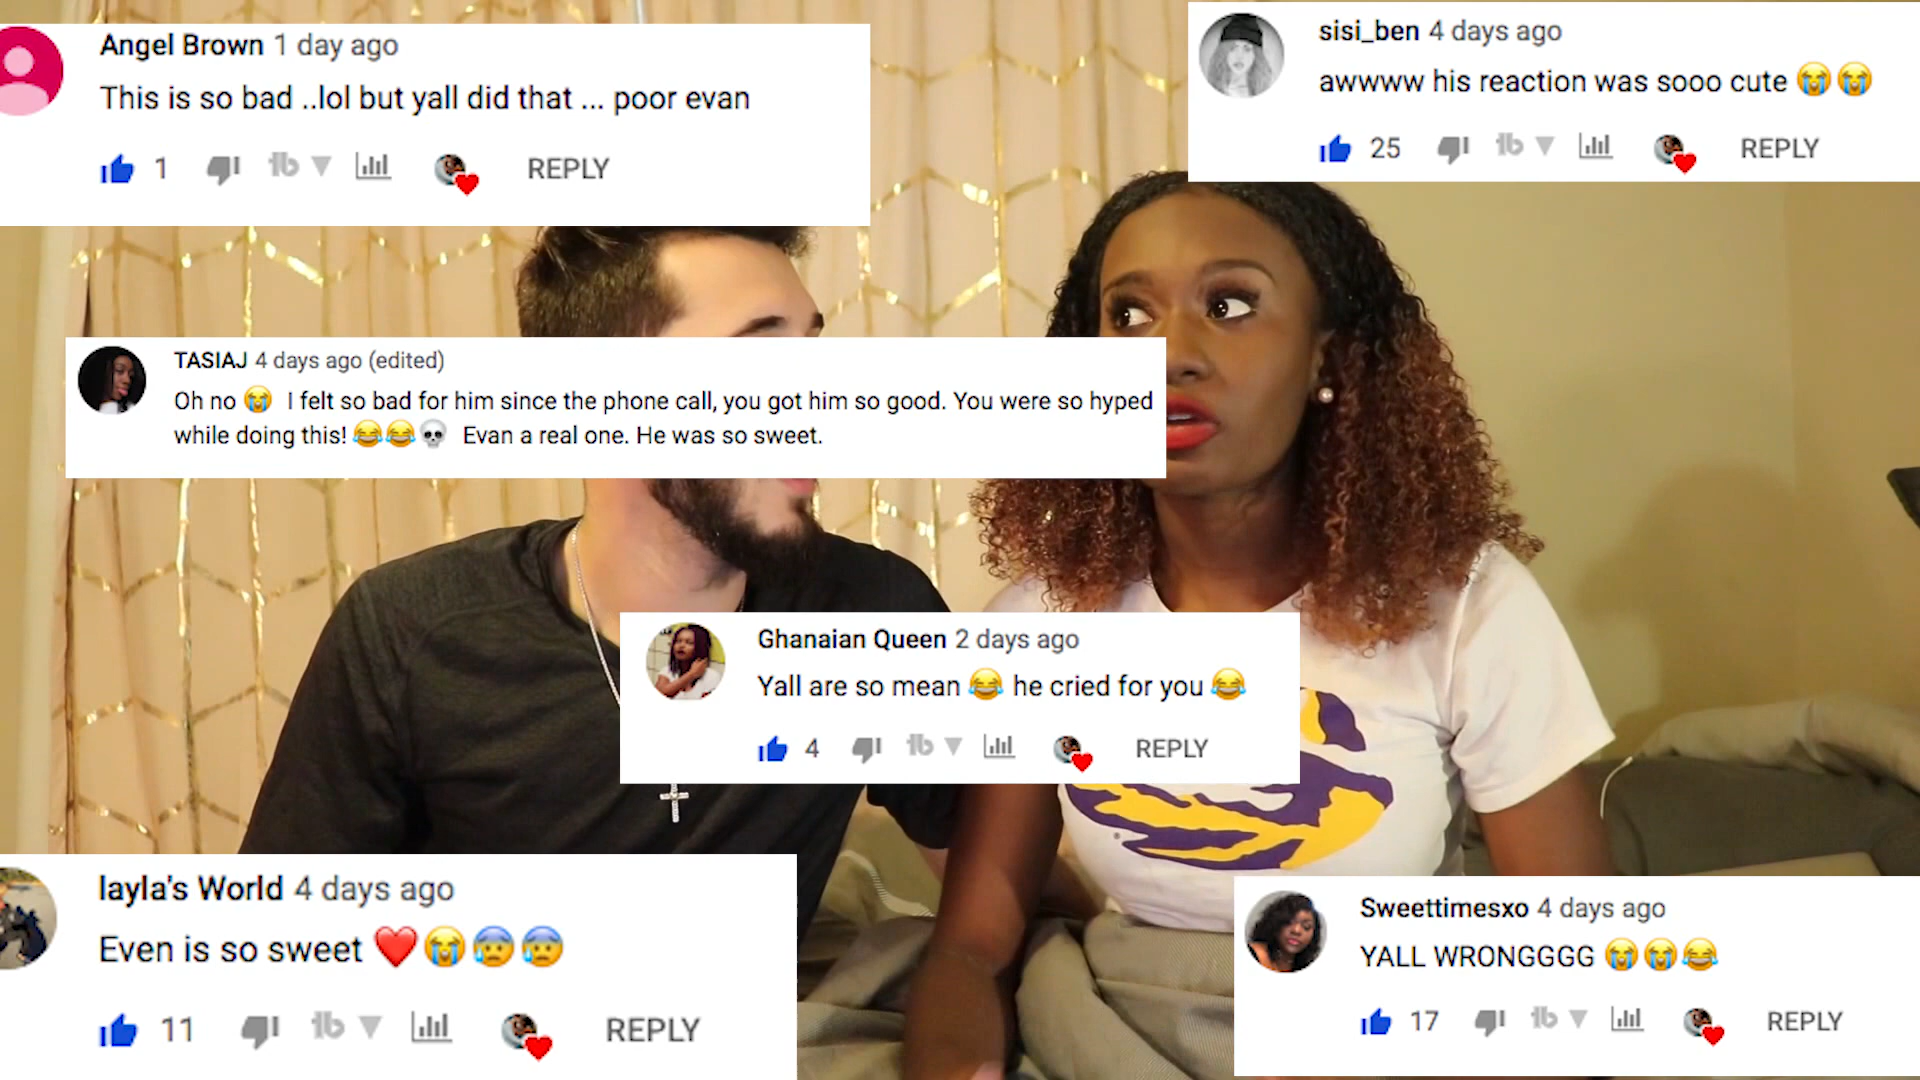 Angel Brown 1 day ago
This is so bad ..lol but yall did that ... poor evan
1 REPLY
sisi_ben 4 days ago
awwww his reaction was sooo cute 😭😭
25 REPLY
TASIAJ 4 days ago (edited)
Oh no 😭 I felt so bad for him since the phone call, you got him so good. You were so hyped
while doing this! 😂😂💀 Evan a real one. He was so sweet.
Ghanaian Queen 2 days ago
Yall are so mean 😂 he cried for you 😂
4 REPLY
layla's World 4 days ago
Even is so sweet ❤️😭😰😰
11 REPLY
Sweettimesxo 4 days ago
YALL WRONGGGG 😭😭😂
17 REPLY